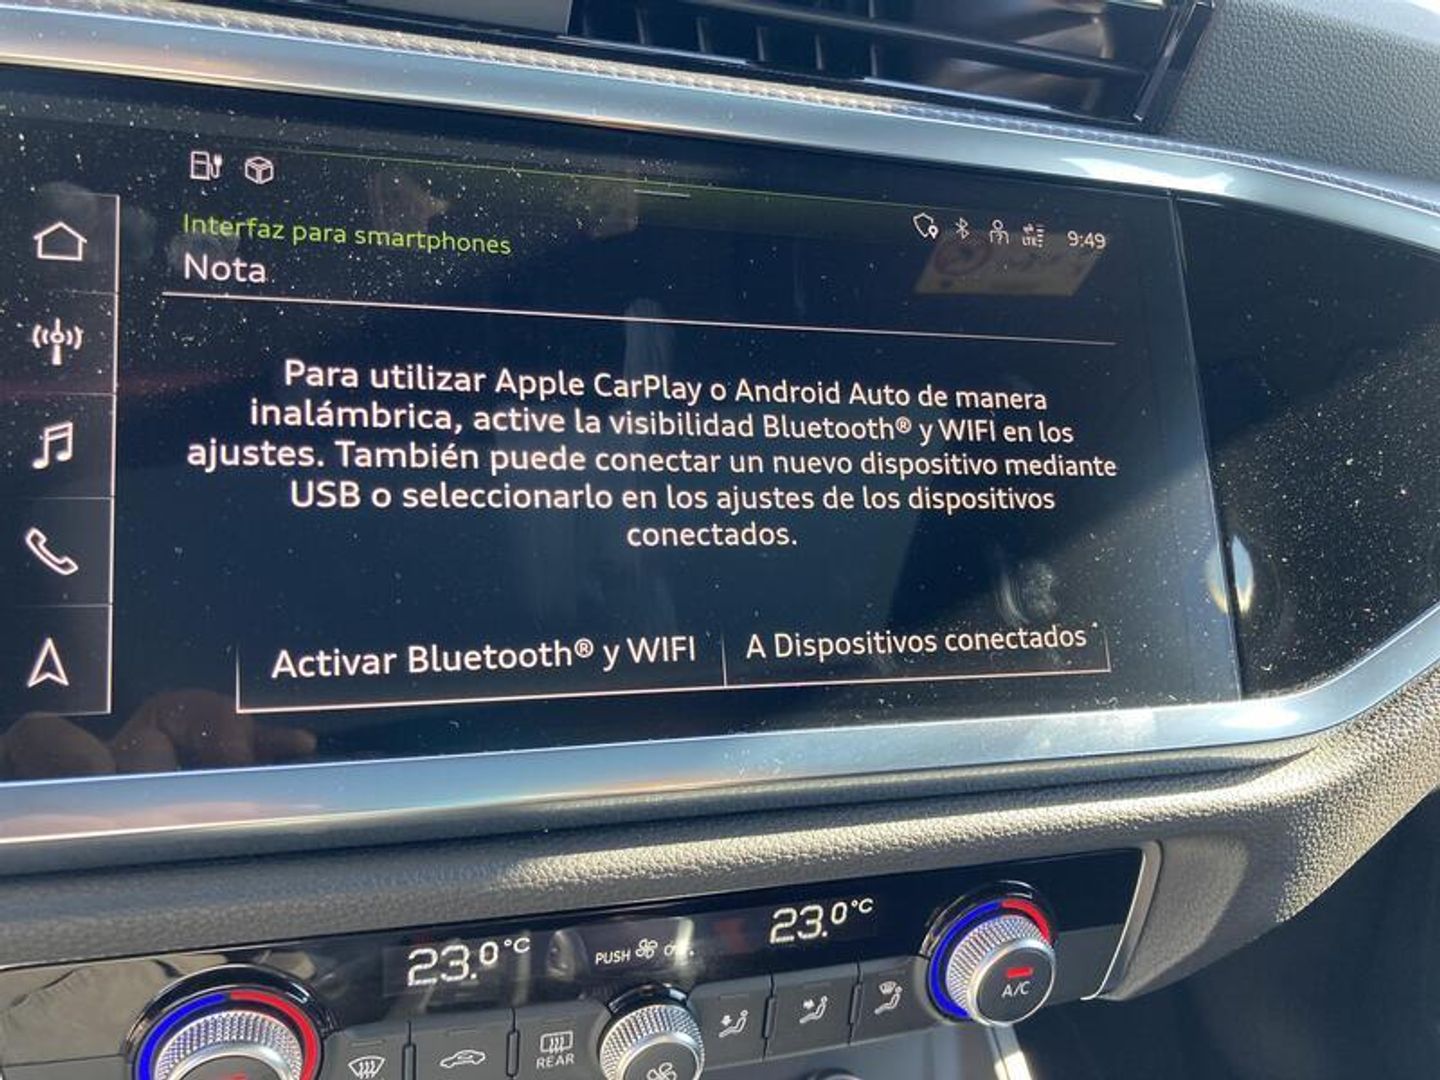 LTE
9:49
Interfaz para smartphones
Nota
Para utilizar Apple CarPlay o Android Auto de manera
inalámbrica, active la visibilidad Bluetooth® y WIFI en los
ajustes. También puede conectar un nuevo dispositivo mediante
USB o seleccionarlo en los ajustes de los dispositivos
conectados.
Activar Bluetooth® y WIFI
A Dispositivos conectados
23.0°C
PUSH
23.0°C
REAR
A/C